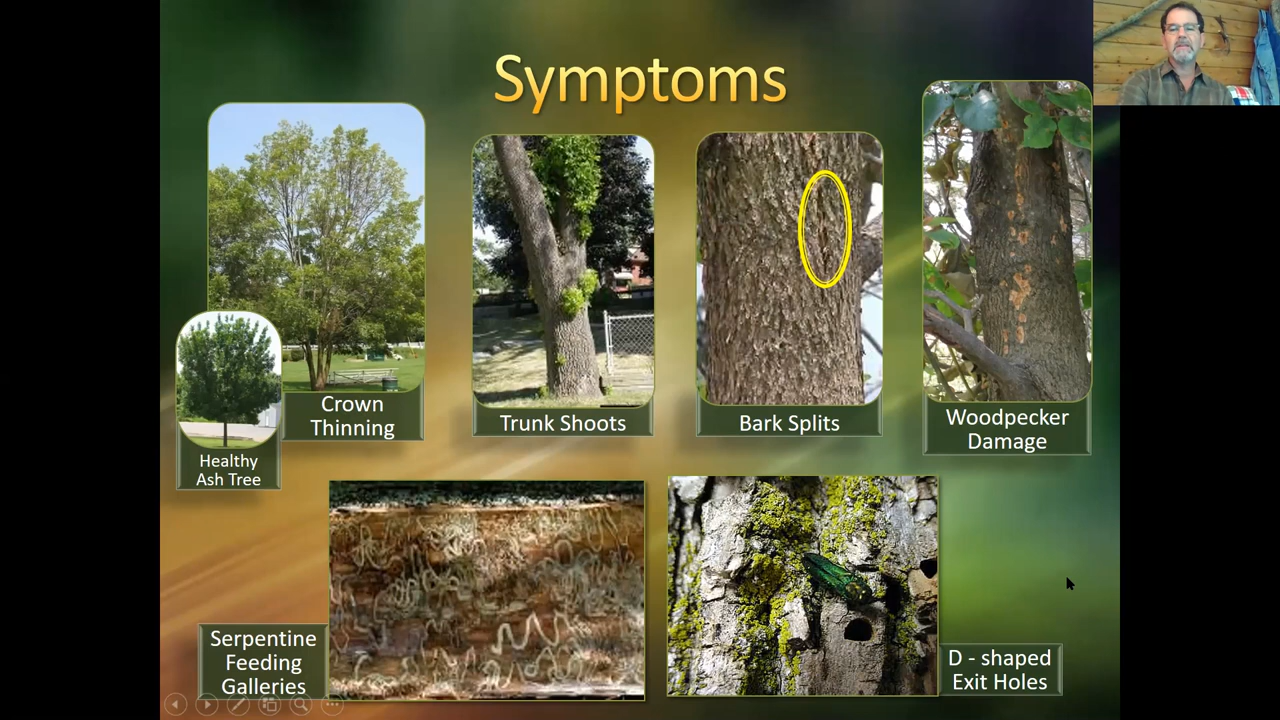 Symptoms
Crown
Thinning
Healthy
Ash Tree
Trunk Shoots
Bark Splits
Woodpecker
Damage
Serpentine
Feeding
Galleries
D - shaped
Exit Holes